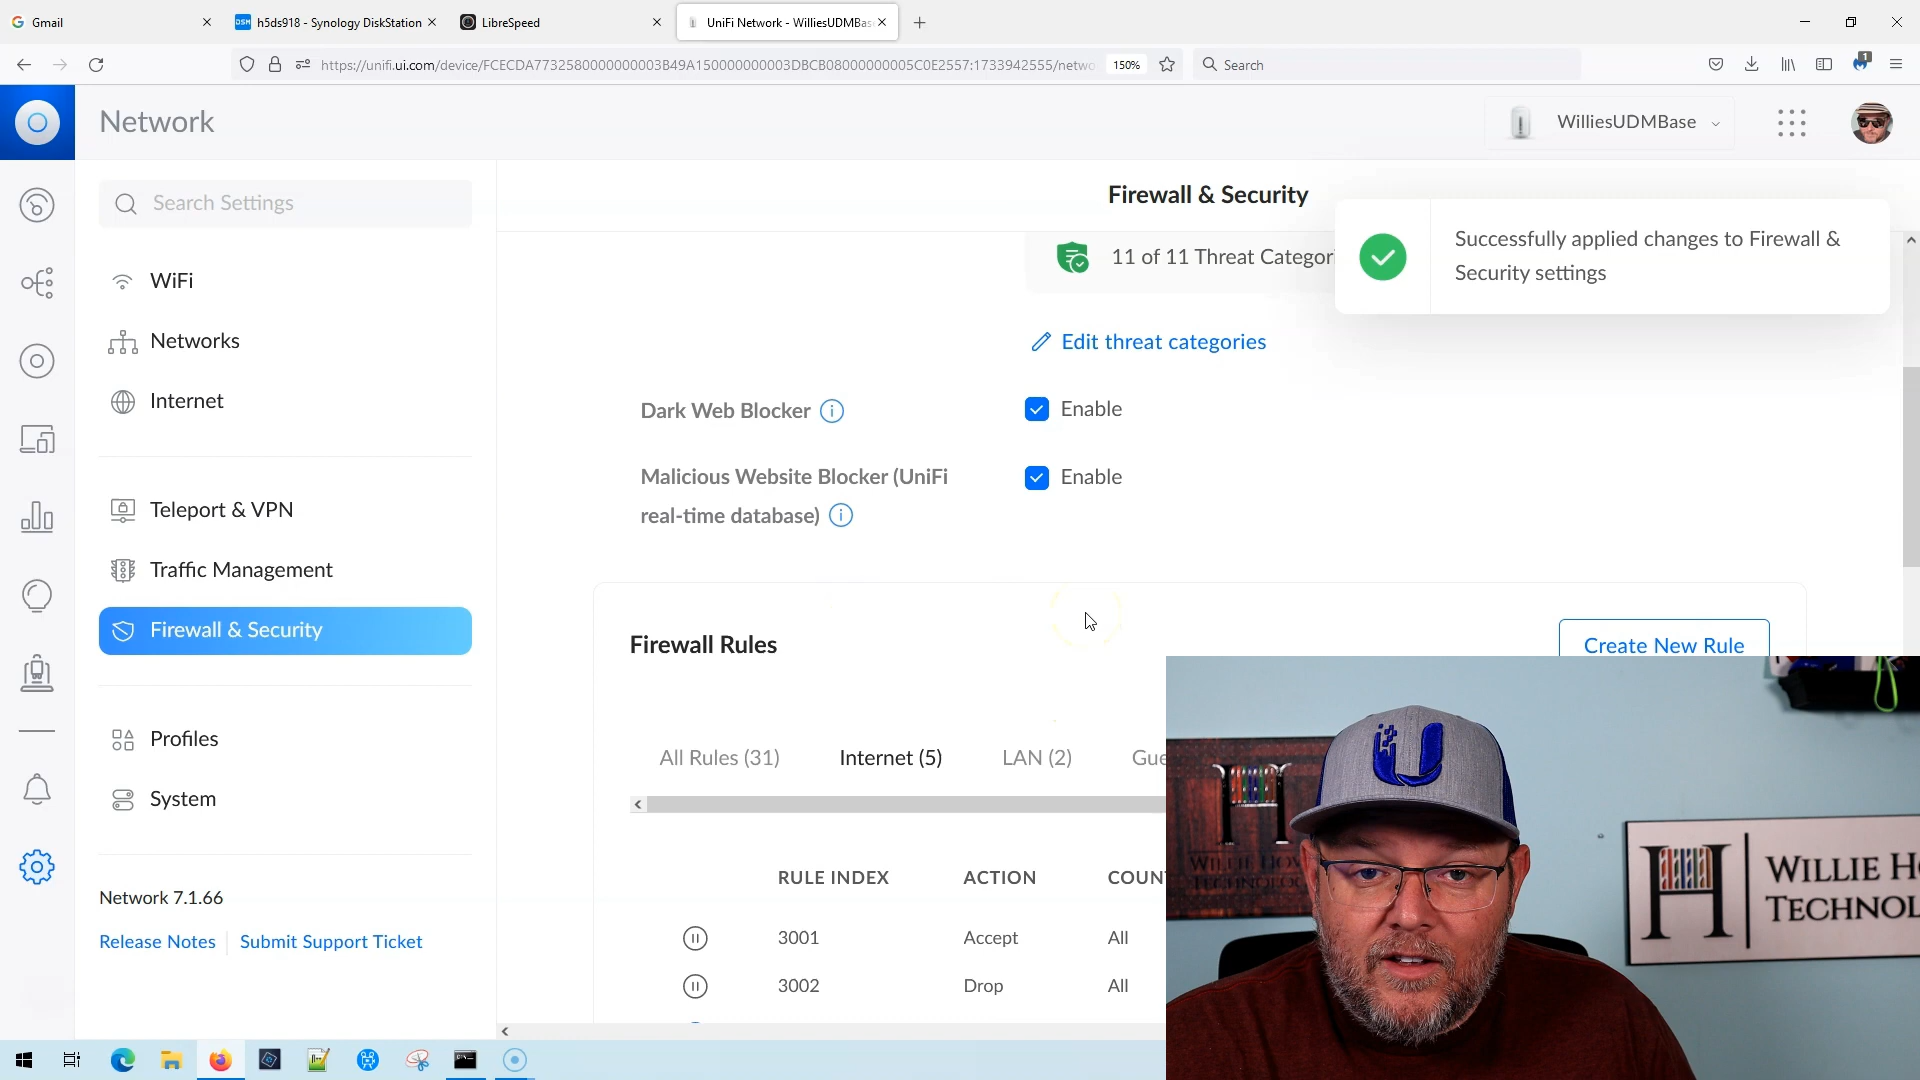 Gmail
h5ds918 - Synology DiskStation
LibreSpeed
UniFi Network - WilliesUDMBas
https://unifi.ui.com/device/FCECDA7732580000000003B49A150000000003DBCB08000000005C0E2557:1733942555/netwo
150%
Search
1
Network
WilliesUDMBase
Search Settings
WiFi
Networks
Internet
Teleport & VPN
Traffic Management
Firewall & Security
Profiles
System
Network 7.1.66
Release Notes
Submit Support Ticket
Firewall & Security
11 of 11 Threat Categor
Successfully applied changes to Firewall &
Security settings
Edit threat categories
Dark Web Blocker
Enable
Malicious Website Blocker (UniFi
real-time database)
Enable
Firewall Rules
Create New Rule
All Rules (31)
Internet (5)
LAN (2)
Gue
RULE INDEX
ACTION
COUN
3001
Accept
All
3002
Drop
All
U
H
WILLIE HO
TECHNOLO
H
WILLIE H
TECHNOL